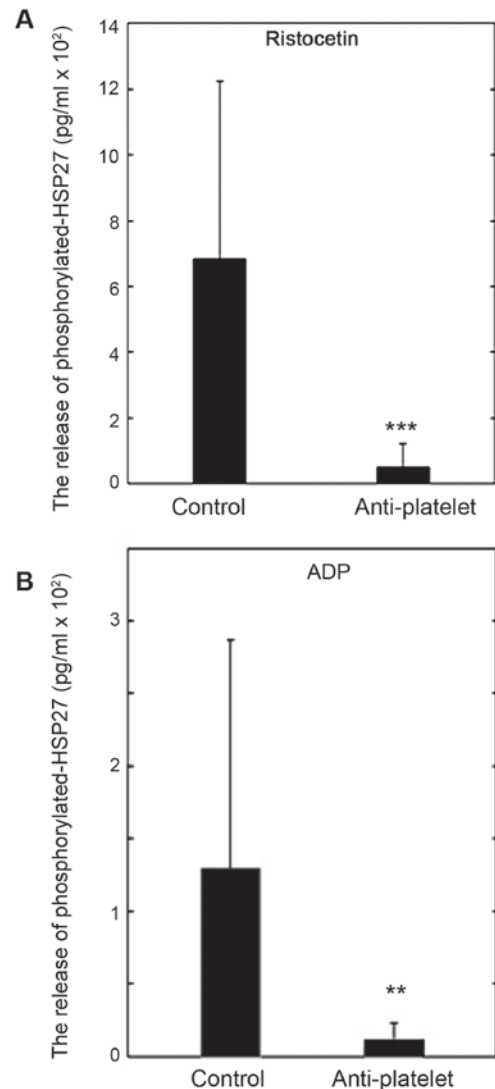 A
Ristocetin
The release of phosphorylated-HSP27 (pg/ml x 10²)
14
12
10
8
6
4
2
0
***
Control Anti-platelet
B
ADP
The release of phosphorylated-HSP27 (pg/ml x 10²)
3
2
1
0
**
Control Anti-platelet